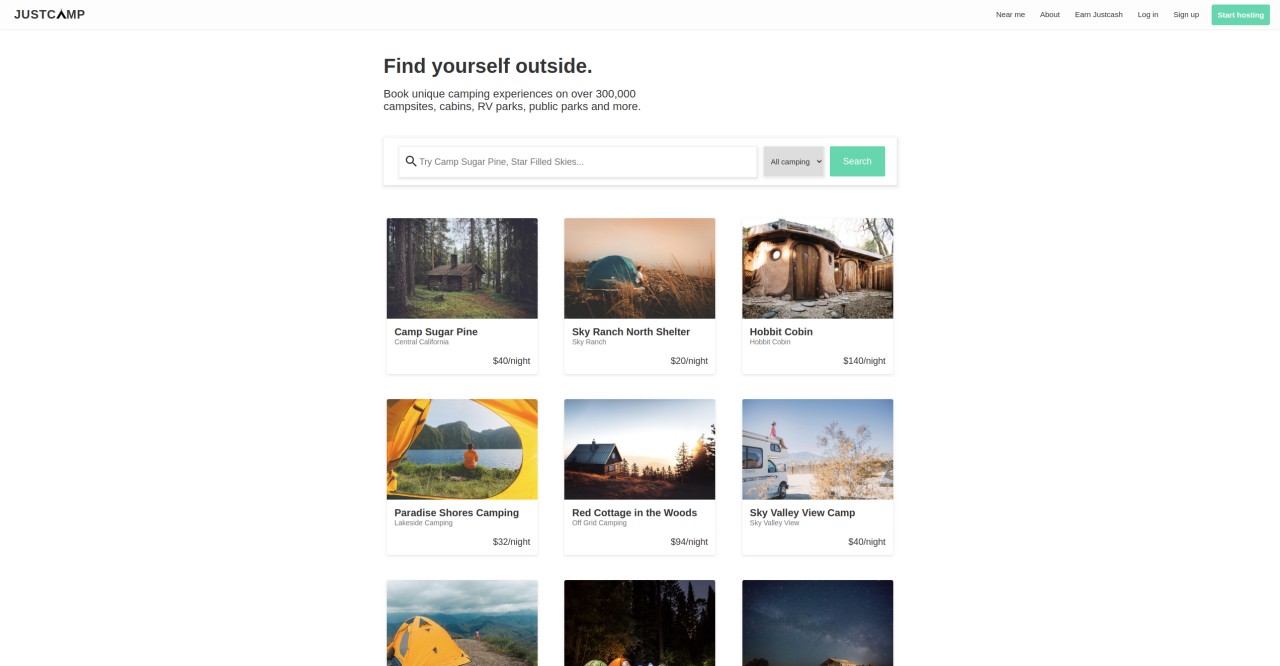 JUSTCAMP
Near me
About
Earn Justcash
Log in
Sign up
Start hosting
Find yourself outside.
Book unique camping experiences on over 300,000
campsites, cabins, RV parks, public parks and more.
Try Camp Sugar Pine, Star Filled Skies...
All camping
Search
Camp Sugar Pine
Central California
$40/night
Sky Ranch North Shelter
Sky Ranch
$20/night
Hobbit Cobin
Hobbit Cobin
$140/night
Paradise Shores Camping
Lakeside Camping
$32/night
Red Cottage in the Woods
Off Grid Camping
$94/night
Sky Valley View Camp
Sky Valley View
$40/night